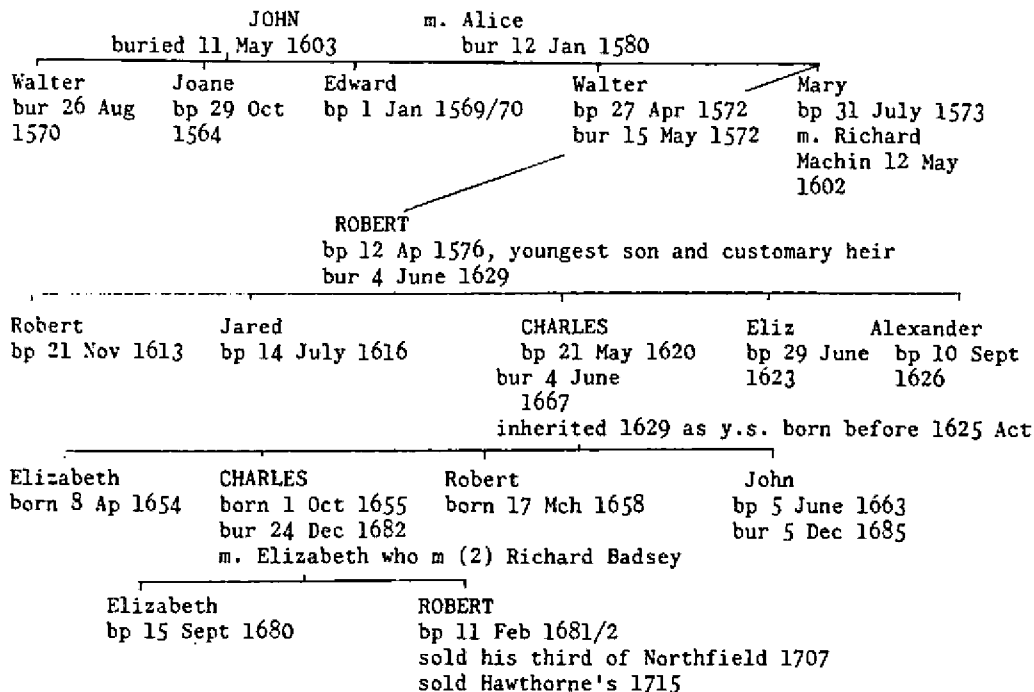 JOHN m. Alice
buried 11 May 1603 bur 12 Jan 1580
Walter Joane Edward Walter Mary
bur 26 Aug bp 29 Oct bp 1 Jan 1569/70 bp 27 Apr 1572 bp 31 July 1573
1570 1564 bur 15 May 1572 m. Richard
Machin 12 May
1602
ROBERT
bp 12 Ap 1576, youngest son and customary heir
bur 4 June 1629
Robert Jared CHARLES Eliz Alexander
bp 21 Nov 1613 bp 14 July 1616 bp 21 May 1620 bp 29 June bp 10 Sept
bur 4 June 1623 1626
1667
inherited 1629 as y.s. born before 1625 Act
Elizabeth CHARLES Robert John
born 8 Ap 1654 born 1 Oct 1655 born 17 Mch 1658 bp 5 June 1663
bur 24 Dec 1682 bur 5 Dec 1685
m. Elizabeth who m (2) Richard Badsey
Elizabeth ROBERT
bp 15 Sept 1680 bp 11 Feb 1681/2
sold his third of Northfield 1707
sold Hawthorne's 1715